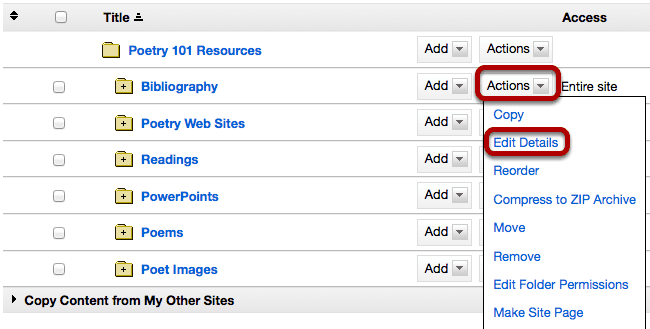 Title Access
Poetry 101 Resources Add Actions
Bibliography Add Actions Entire site
Copy
Poetry Web Sites Add
Edit Details
Readings Add
Reorder
PowerPoints Add
Compress to ZIP Archive
Move
Poems Add
Remove
Poet Images Add
Edit Folder Permissions
Copy Content from My Other Sites
Make Site Page